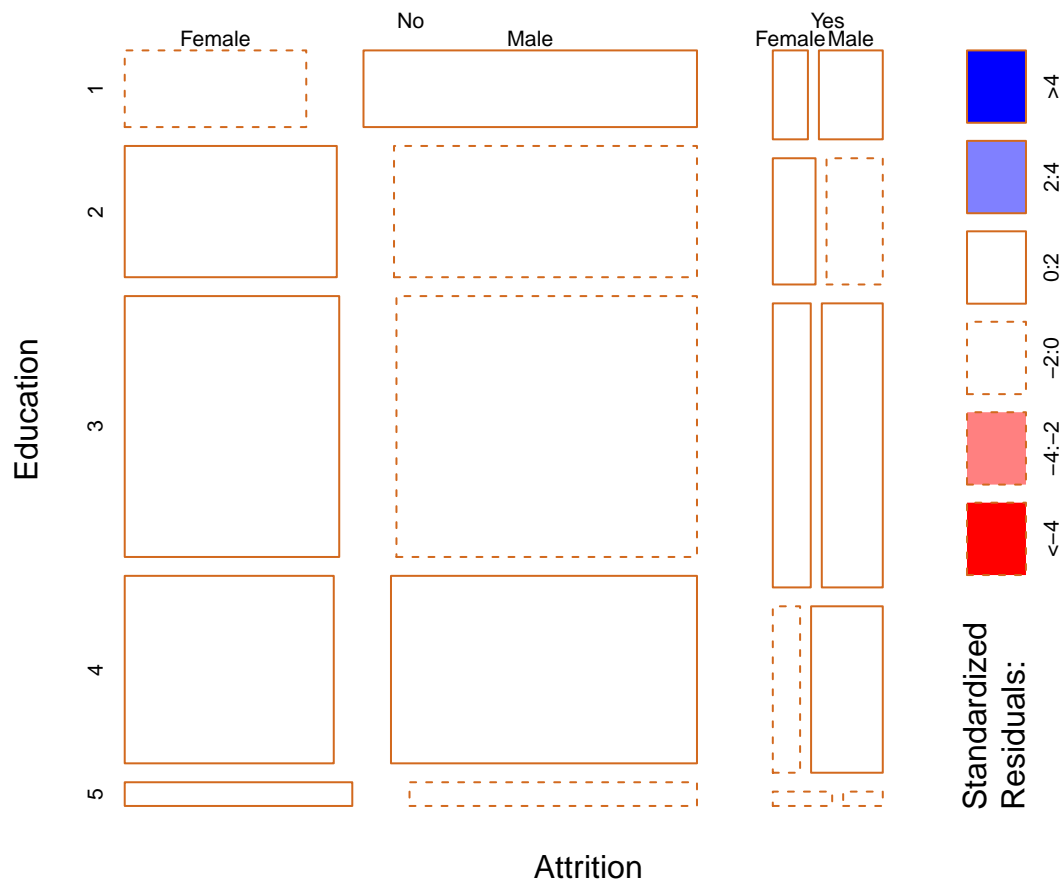 No Yes
Female Male Female Male
1
2
3
4
5
Education
Attrition
Standardized
Residuals:
<−4
−4:−2
−2:0
0:2
2:4
>4